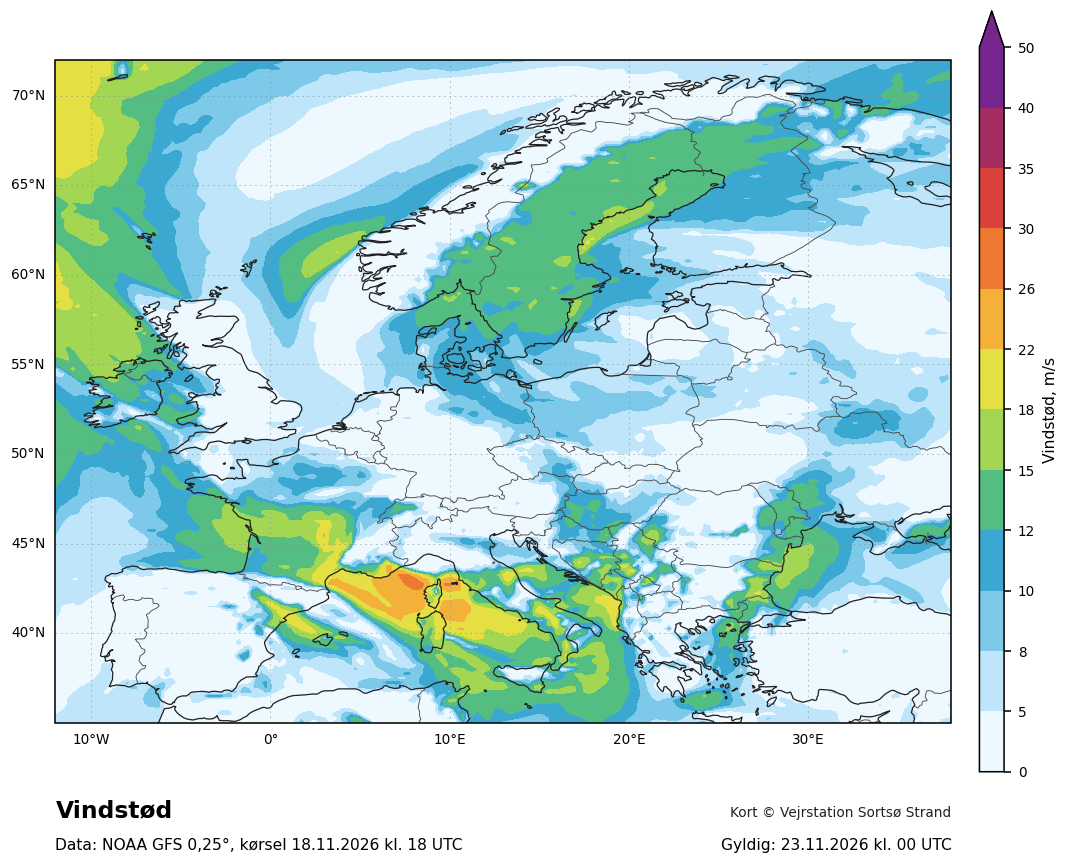 50
40
35
30
26
22
18
15
12
10
8
5
0
Vindstød, m/s
70°N
65°N
60°N
55°N
50°N
45°N
40°N
10°W 0° 10°E 20°E 30°E
Vindstød
Kort © Vejrstation Sortsø Strand
Data: NOAA GFS 0,25°, kørsel 18.11.2026 kl. 18 UTC
Gyldig: 23.11.2026 kl. 00 UTC